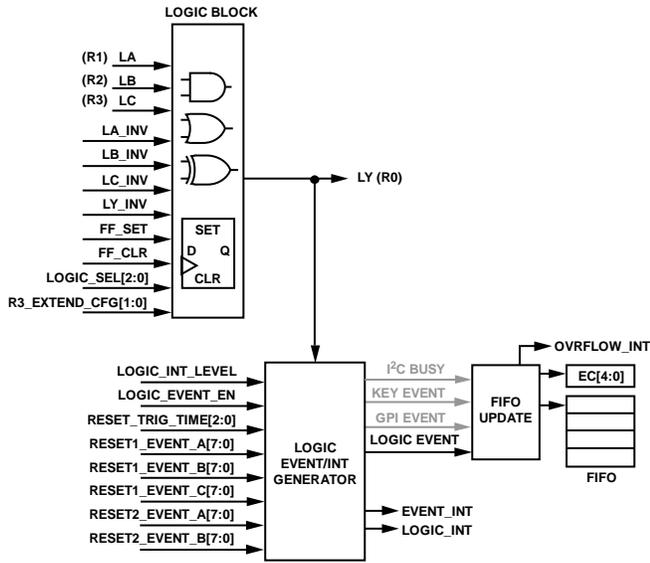 LOGIC BLOCK
(R1) LA
(R2) LB
(R3) LC
LA_INV
LB_INV
LC_INV
LY_INV
FF_SET
FF_CLR
LOGIC_SEL[2:0]
R3_EXTEND_CFG[1:0]
SET
D Q
CLR
LY (R0)
LOGIC_INT_LEVEL
LOGIC_EVENT_EN
RESET_TRIG_TIME[2:0]
RESET1_EVENT_A[7:0]
RESET1_EVENT_B[7:0]
RESET1_EVENT_C[7:0]
RESET2_EVENT_A[7:0]
RESET2_EVENT_B[7:0]
LOGIC
EVENT/INT
GENERATOR
I2C BUSY
KEY EVENT
GPI EVENT
LOGIC EVENT
EVENT_INT
LOGIC_INT
FIFO
UPDATE
OVRFLOW_INT
EC[4:0]
FIFO